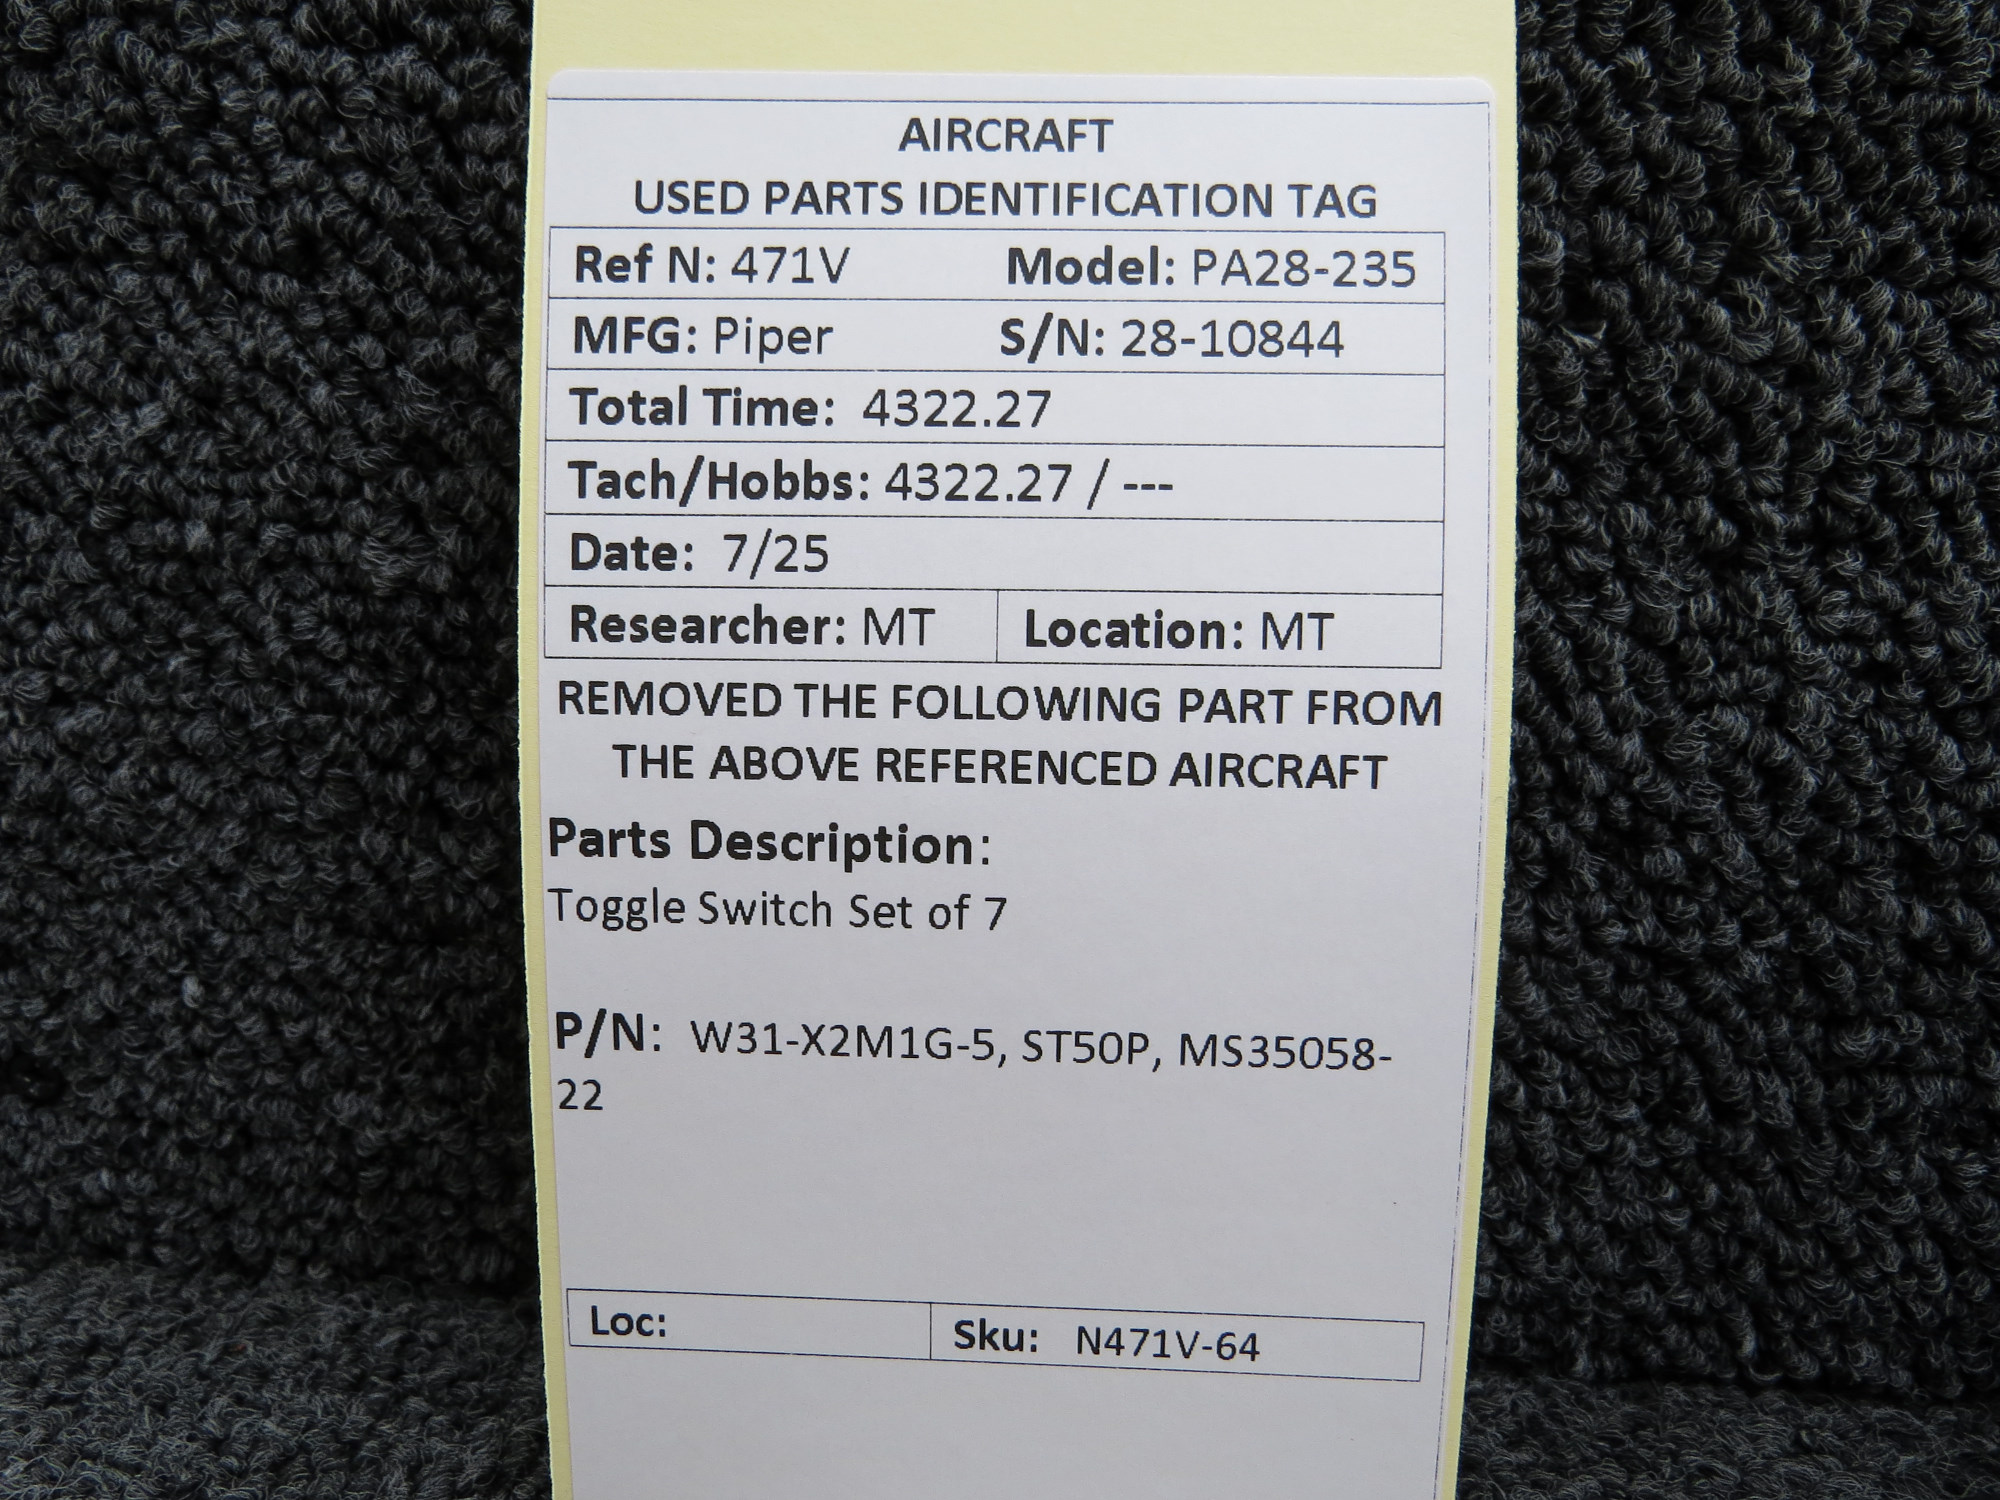 AIRCRAFT
USED PARTS IDENTIFICATION TAG
Ref N: 471V Model: PA28-235
MFG: Piper S/N: 28-10844
Total Time: 4322.27
Tach/Hobbs: 4322.27 / ---
Date: 7/25
Researcher: MT Location: MT
REMOVED THE FOLLOWING PART FROM
THE ABOVE REFERENCED AIRCRAFT
Parts Description:
Toggle Switch Set of 7
P/N: W31-X2M1G-5, ST50P, MS35058-
22
Loc: Sku: N471V-64